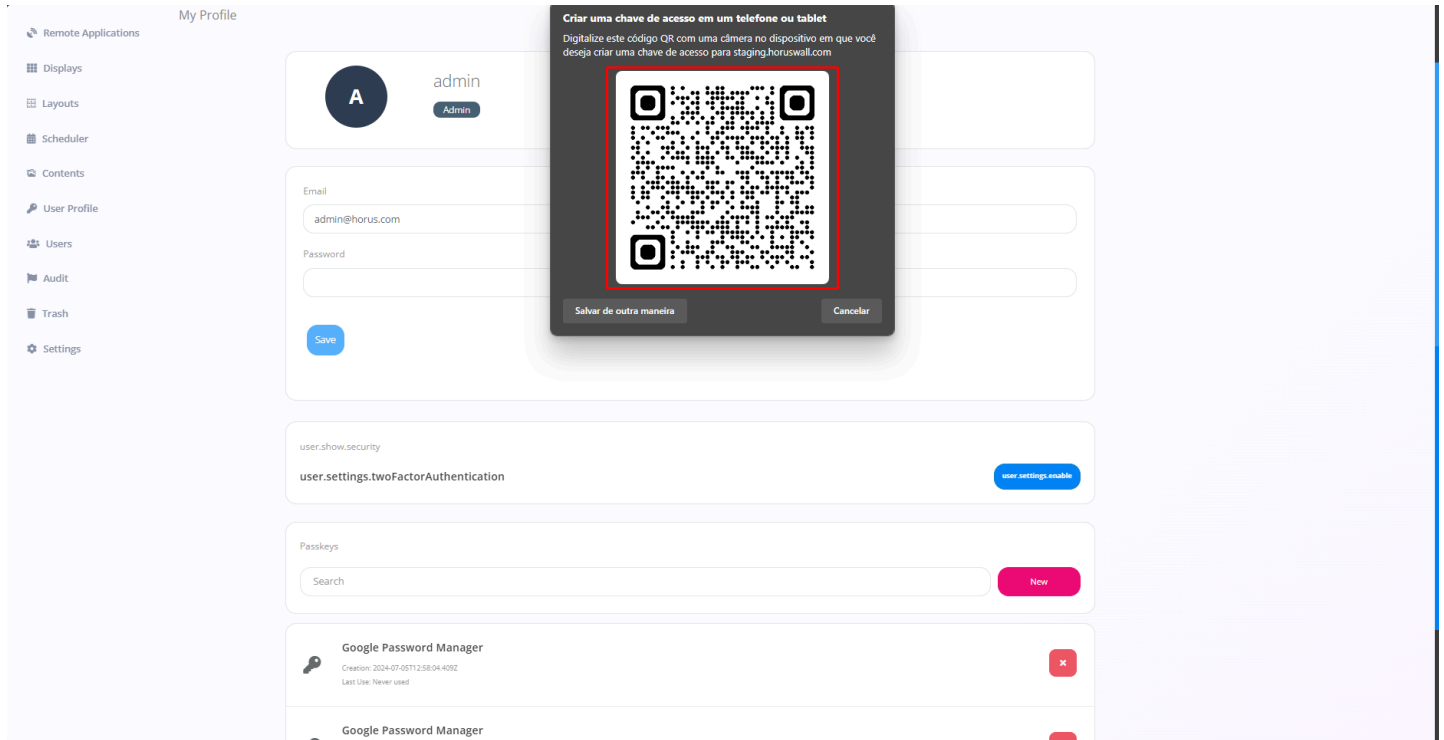 My Profile
Remote Applications
Displays
Layouts
Scheduler
Contents
User Profile
Users
Audit
Trash
Settings
A
admin
Admin
Criar uma chave de acesso em um telefone ou tablet
Digitalize este código QR com uma câmera no dispositivo em que você
deseja criar uma chave de acesso para staging.horuswall.com
Salvar de outra maneira
Cancelar
Email
admin@horus.com
Password
Save
user.show.security
user.settings.twoFactorAuthentication
user.settings.enable
Passkeys
Search
New
Google Password Manager
Creation: 2024-07-05T12:58:04.409Z
Last Use: Never used
Google Password Manager